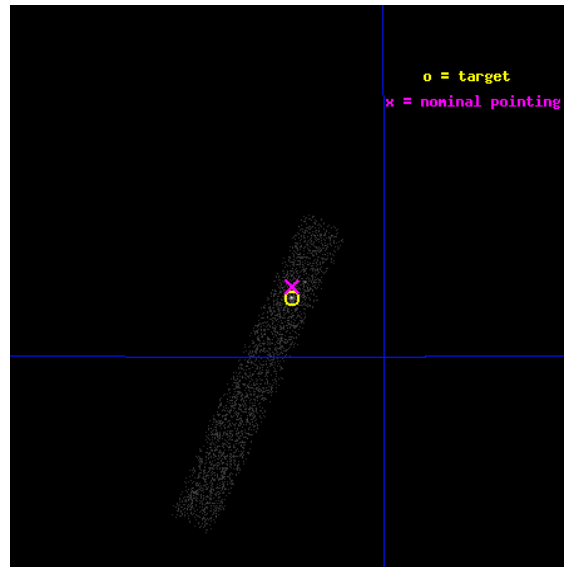 o = target
x = nominal pointing